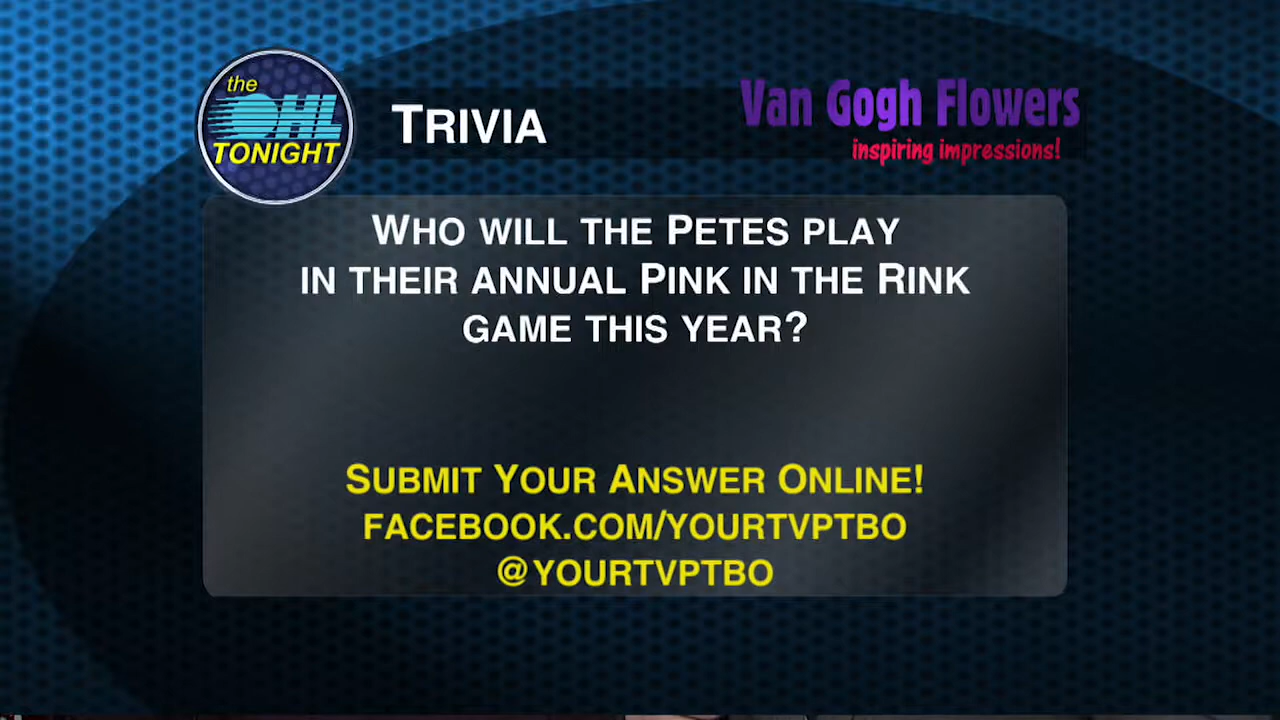 the
OHL
TONIGHT
TRIVIA
Van Gogh Flowers
inspiring impressions!
WHO WILL THE PETES PLAY
IN THEIR ANNUAL PINK IN THE RINK
GAME THIS YEAR?
SUBMIT YOUR ANSWER ONLINE!
FACEBOOK.COM/YOURTVPTBO
@YOURTVPTBO